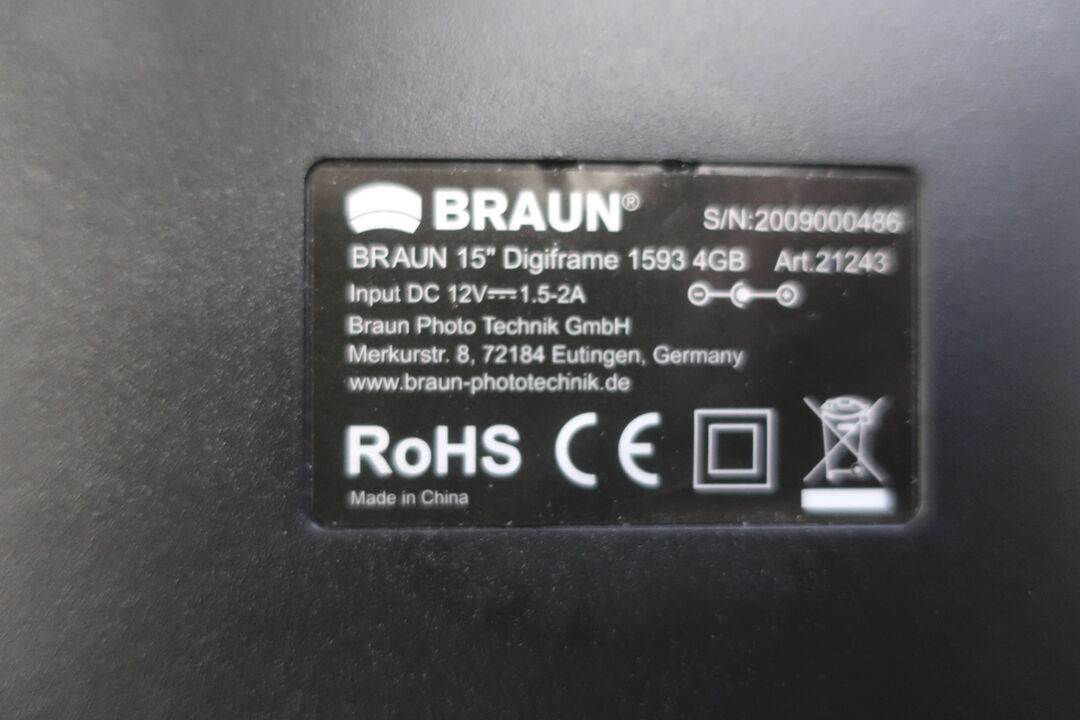 BRAUN®
S/N:2009000486
BRAUN 15" Digiframe 1593 4GB Art.21243
Input DC 12V⎓1.5-2A
Braun Photo Technik GmbH
Merkurstr. 8, 72184 Eutingen, Germany
www.braun-phototechnik.de
RoHS CE
Made in China